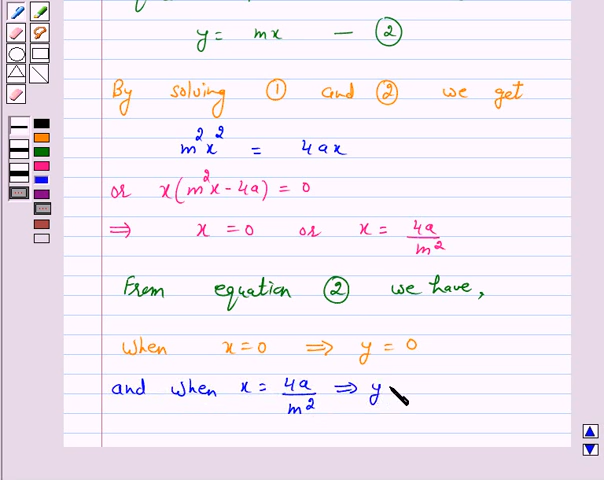 y = mx — ②
By solving ① and ② we get
m²x² = 4ax
or x(m²x - 4a) = 0
⇒ x = 0 or x = 4a/m²
From equation ② we have,
When x = 0 ⇒ y = 0
and when x = 4a/m² ⇒ y